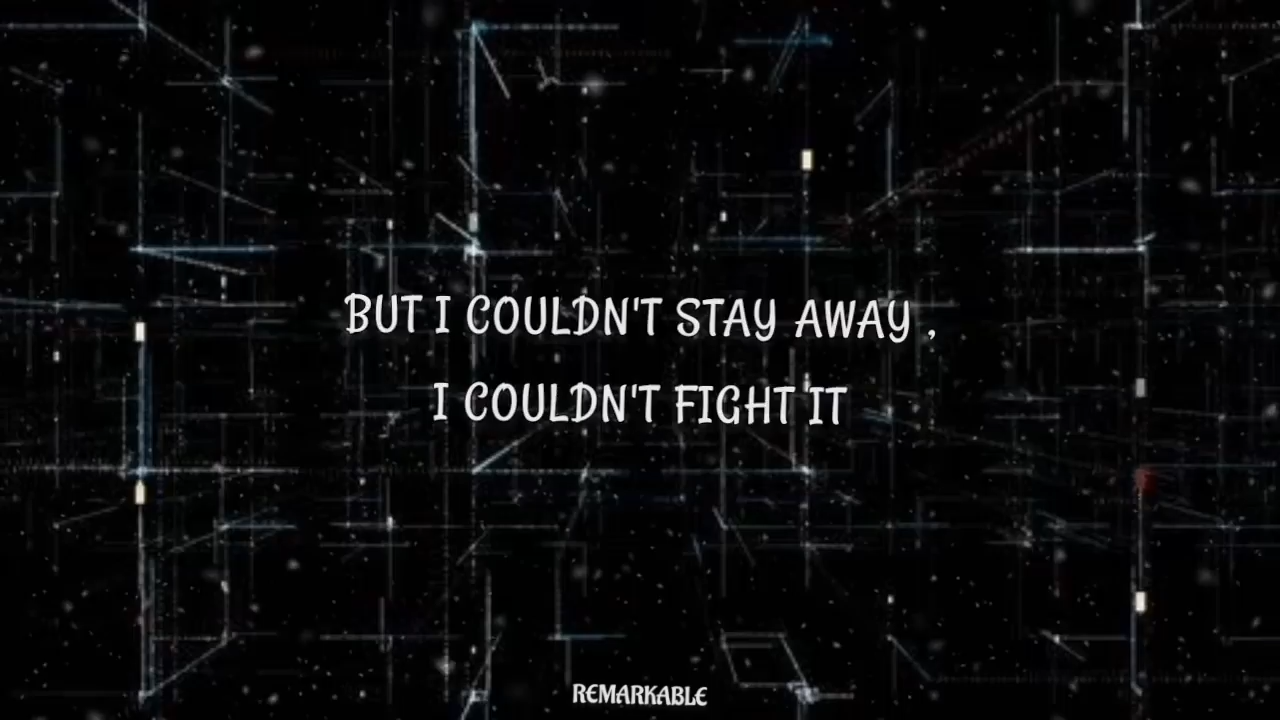 BUT I COULDN'T STAY AWAY ,
I COULDN'T FIGHT IT
REMARKABLE